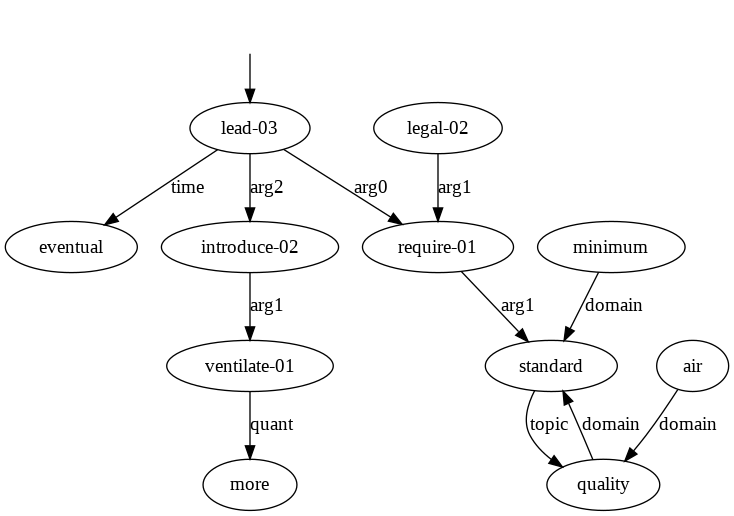 lead-03
legal-02
time
arg2
arg0
arg1
eventual
introduce-02
require-01
minimum
arg1
arg1
domain
ventilate-01
standard
air
quant
topic
domain
domain
more
quality